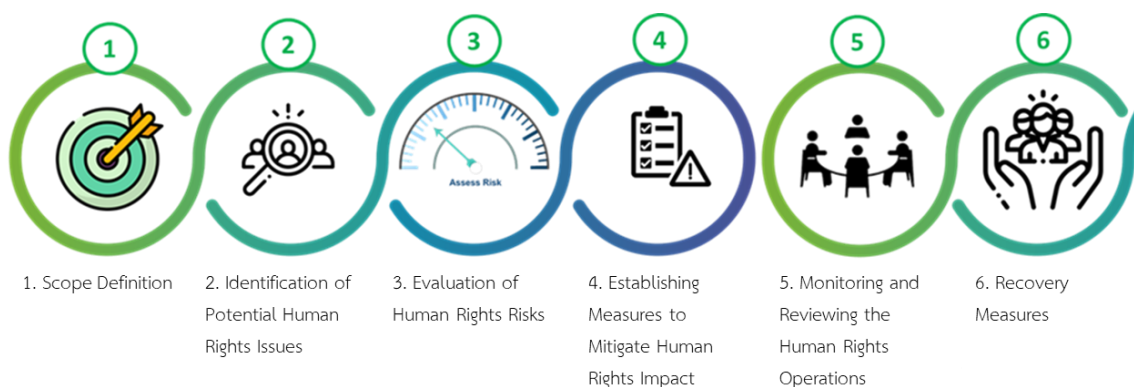 1
2
3
4
5
6
Assess Risk
1. Scope Definition
2. Identification of
Potential Human
Rights Issues
3. Evaluation of
Human Rights Risks
4. Establishing
Measures to
Mitigate Human
Rights Impact
5. Monitoring and
Reviewing the
Human Rights
Operations
6. Recovery
Measures